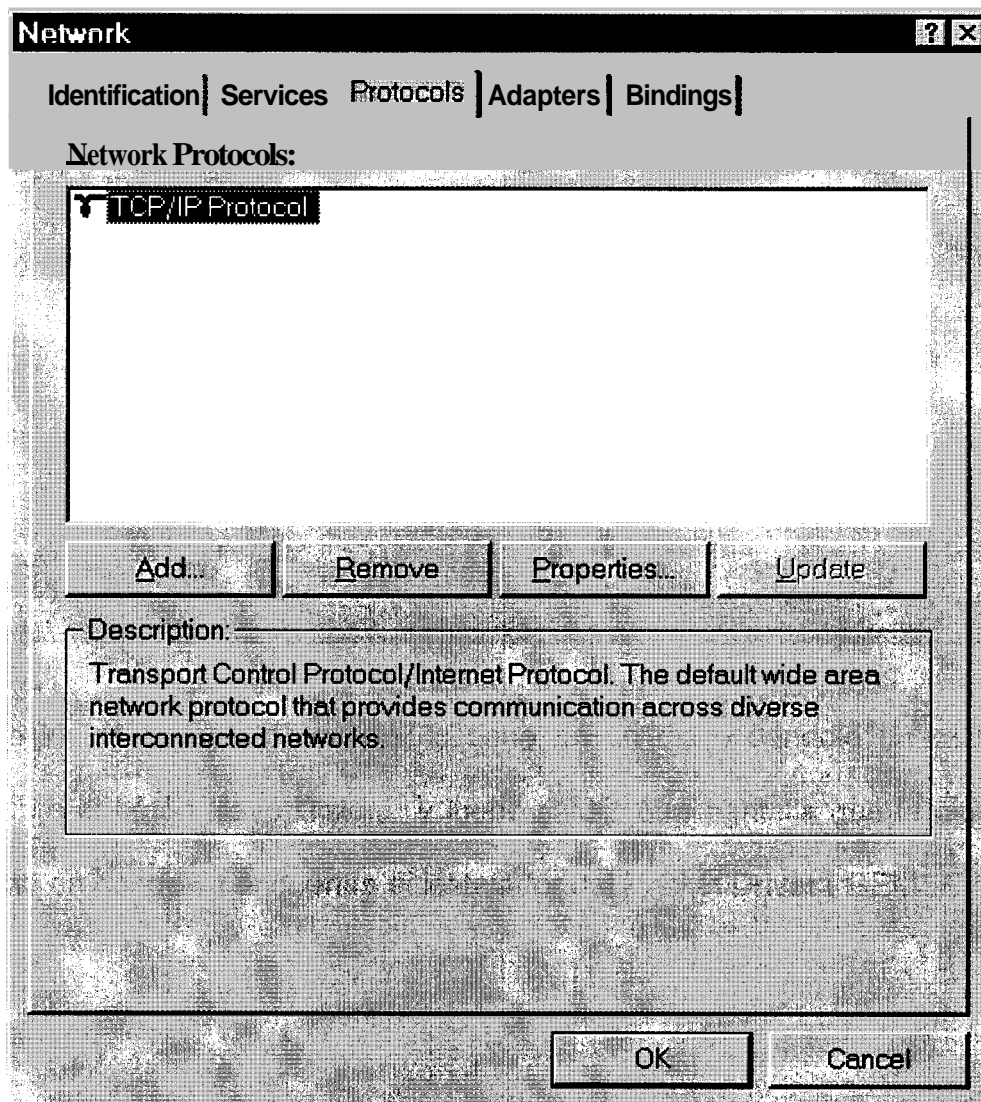 Network
Identification Services Protocols Adapters Bindings
Network Protocols:
TCP/IP Protocol
Add... Remove Properties... Update
Description:
Transport Control Protocol/Internet Protocol. The default wide area
network protocol that provides communication across diverse
interconnected networks.
OK Cancel